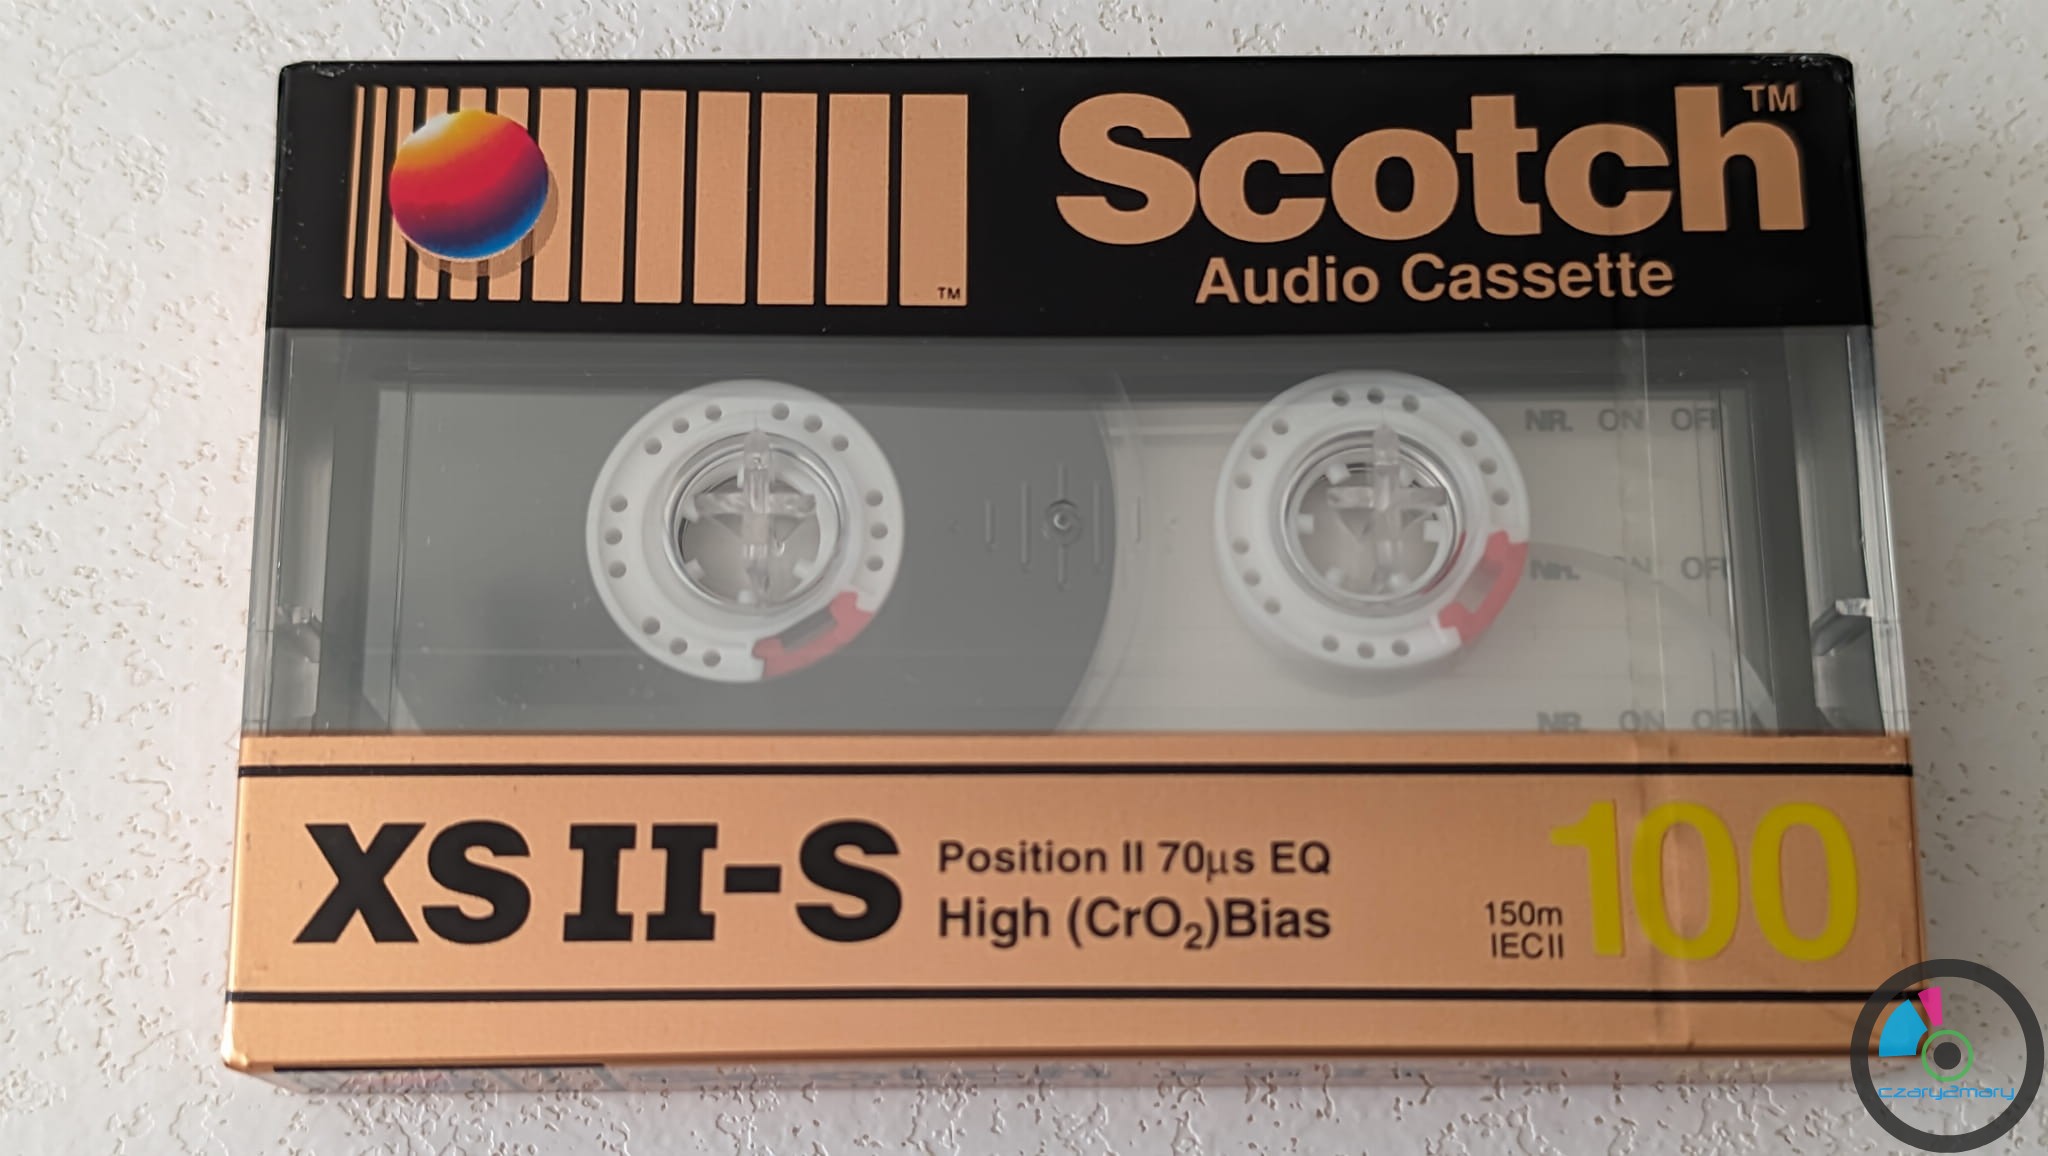 Scotch™
Audio Cassette
TM
NR. ON OFF
NR. ON OFF
NR. ON OFF
XS II-S
Position II 70µs EQ
High (CrO₂)Bias
150m
IEC II
100
czary2mary